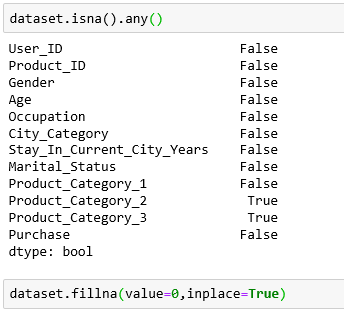 dataset.isna().any()
User_ID                       False
Product_ID                    False
Gender                        False
Age                           False
Occupation                    False
City_Category                 False
Stay_In_Current_City_Years    False
Marital_Status                False
Product_Category_1            False
Product_Category_2             True
Product_Category_3             True
Purchase                      False
dtype: bool
dataset.fillna(value=0,inplace=True)